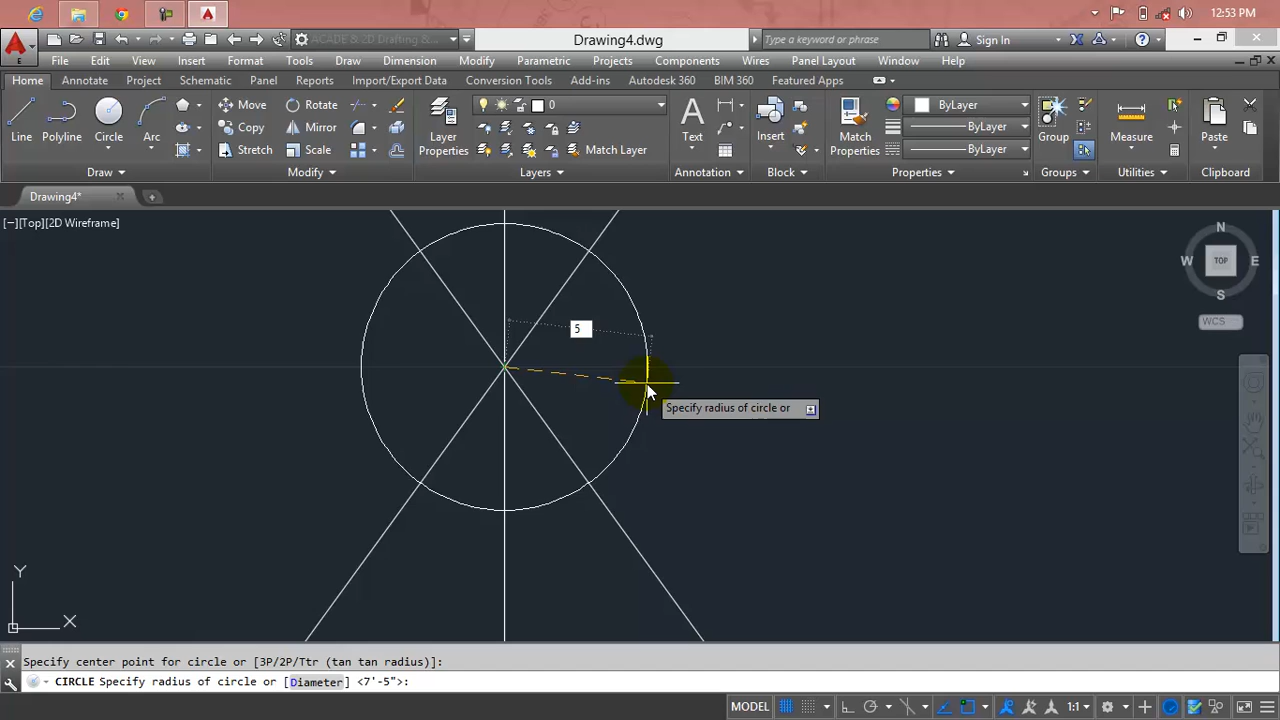 12:53 PM
ACADE & 2D Drafting &
Drawing4.dwg
Type a keyword or phrase
Sign In
File Edit View Insert Format Tools Draw Dimension Modify Parametric Projects Components Wires Panel Layout Window Help
Home Annotate Project Schematic Panel Reports Import/Export Data Conversion Tools Add-ins Autodesk 360 BIM 360 Featured Apps
Line Polyline Circle Arc
Move Rotate
Copy Mirror
Stretch Scale
Layer Properties
0
Match Layer
Text
Insert
Match Properties
ByLayer
ByLayer
ByLayer
Group
Measure
Paste
Draw Modify Layers Annotation Block Properties Groups Utilities Clipboard
Drawing4*
[−][Top][2D Wireframe]
N
W TOP E
S
WCS
5
Specify radius of circle or
Y
X
Specify center point for circle or [3P/2P/Ttr (tan tan radius)]:
CIRCLE Specify radius of circle or [Diameter] <7'-5">:
MODEL
1:1